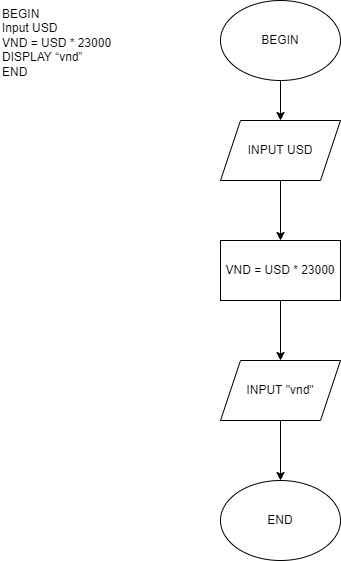 BEGIN
Input USD
VND = USD * 23000
DISPLAY “vnd”
END
BEGIN
INPUT USD
VND = USD * 23000
INPUT "vnd"
END